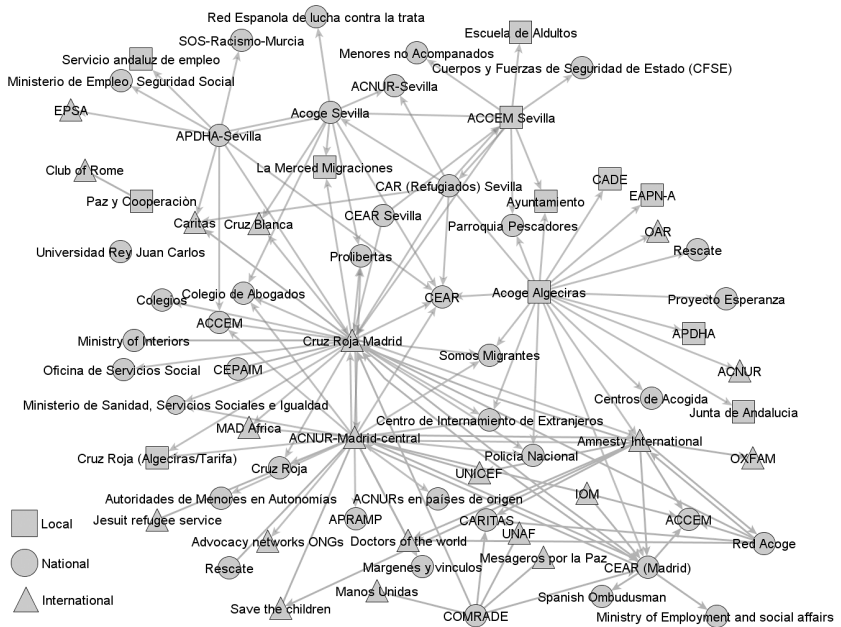 Red Espanola de lucha contra la trata
SOS-Racismo-Murcia
Escuela de Aldultos
Menores no Acompanados
Servicio andaluz de empleo
Cuerpos y Fuerzas de Seguridad de Estado (CFSE)
Ministerio de Empleo, Seguridad Social
ACNUR-Sevilla
EPSA
Acoge Sevilla
ACCEM Sevilla
APDHA-Sevilla
La Merced Migraciones
Club of Rome
CADE
CAR (Refugiados) Sevilla
EAPN-A
Paz y Cooperaciòn
Ayuntamiento
Caritas
Cruz Blanca
CEAR Sevilla
Parroquia Pescadores
OAR
Universidad Rey Juan Carlos
Prolibertas
Rescate
Colegios
Colegio de Abogados
CEAR
Acoge Algeciras
Proyecto Esperanza
ACCEM
Ministry of Interiors
Cruz Roja Madrid
APDHA
Somos Migrantes
Oficina de Servicios Social
CEPAIM
ACNUR
Centros de Acogida
Ministerio de Sanidad, Servicios Sociales e Igualdad
Junta de Andalucia
Centro de Internamiento de Extranjeros
MAD Africa
ACNUR-Madrid-central
Amnesty International
Cruz Roja (Algeciras/Tarifa)
Policia Nacional
OXFAM
Cruz Roja
UNICEF
Autoridades de Menores en Autonomías
ACNURs en países de origen
IOM
Local
Jesuit refugee service
APRAMP
CARITAS
ACCEM
UNAF
Advocacy networks ONGs
Doctors of the world
Red Acoge
Mesageros por la Paz
National
Rescate
Margenes y vinculos
CEAR (Madrid)
Manos Unidas
Spanish Ombudusman
International
Save the children
COMRADE
Ministry of Employment and social affairs